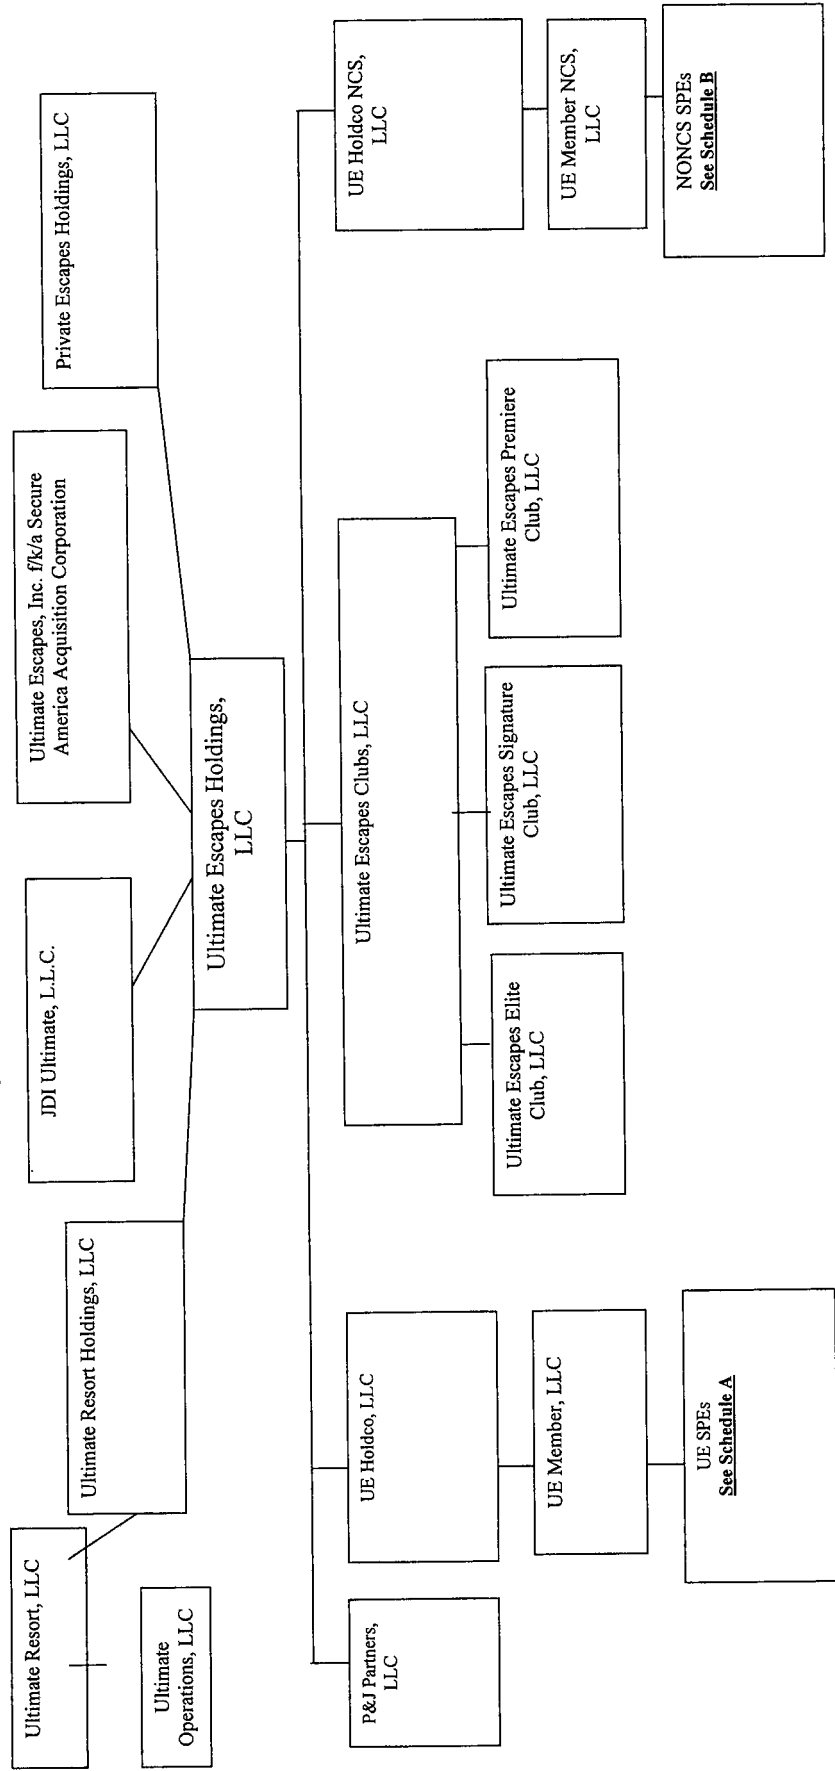 Ultimate Resort, LLC
Ultimate
Operations, LLC
Ultimate Resort Holdings, LLC
JDI Ultimate, L.L.C.
Ultimate Escapes, Inc. f/k/a Secure
America Acquisition Corporation
Private Escapes Holdings, LLC
Ultimate Escapes Holdings,
LLC
P&J Partners,
LLC
UE Holdco, LLC
UE Member, LLC
UE SPEs
See Schedule A
Ultimate Escapes Clubs, LLC
Ultimate Escapes Elite
Club, LLC
Ultimate Escapes Signature
Club, LLC
Ultimate Escapes Premiere
Club, LLC
UE Holdco NCS,
LLC
UE Member NCS,
LLC
NONCS SPEs
See Schedule B